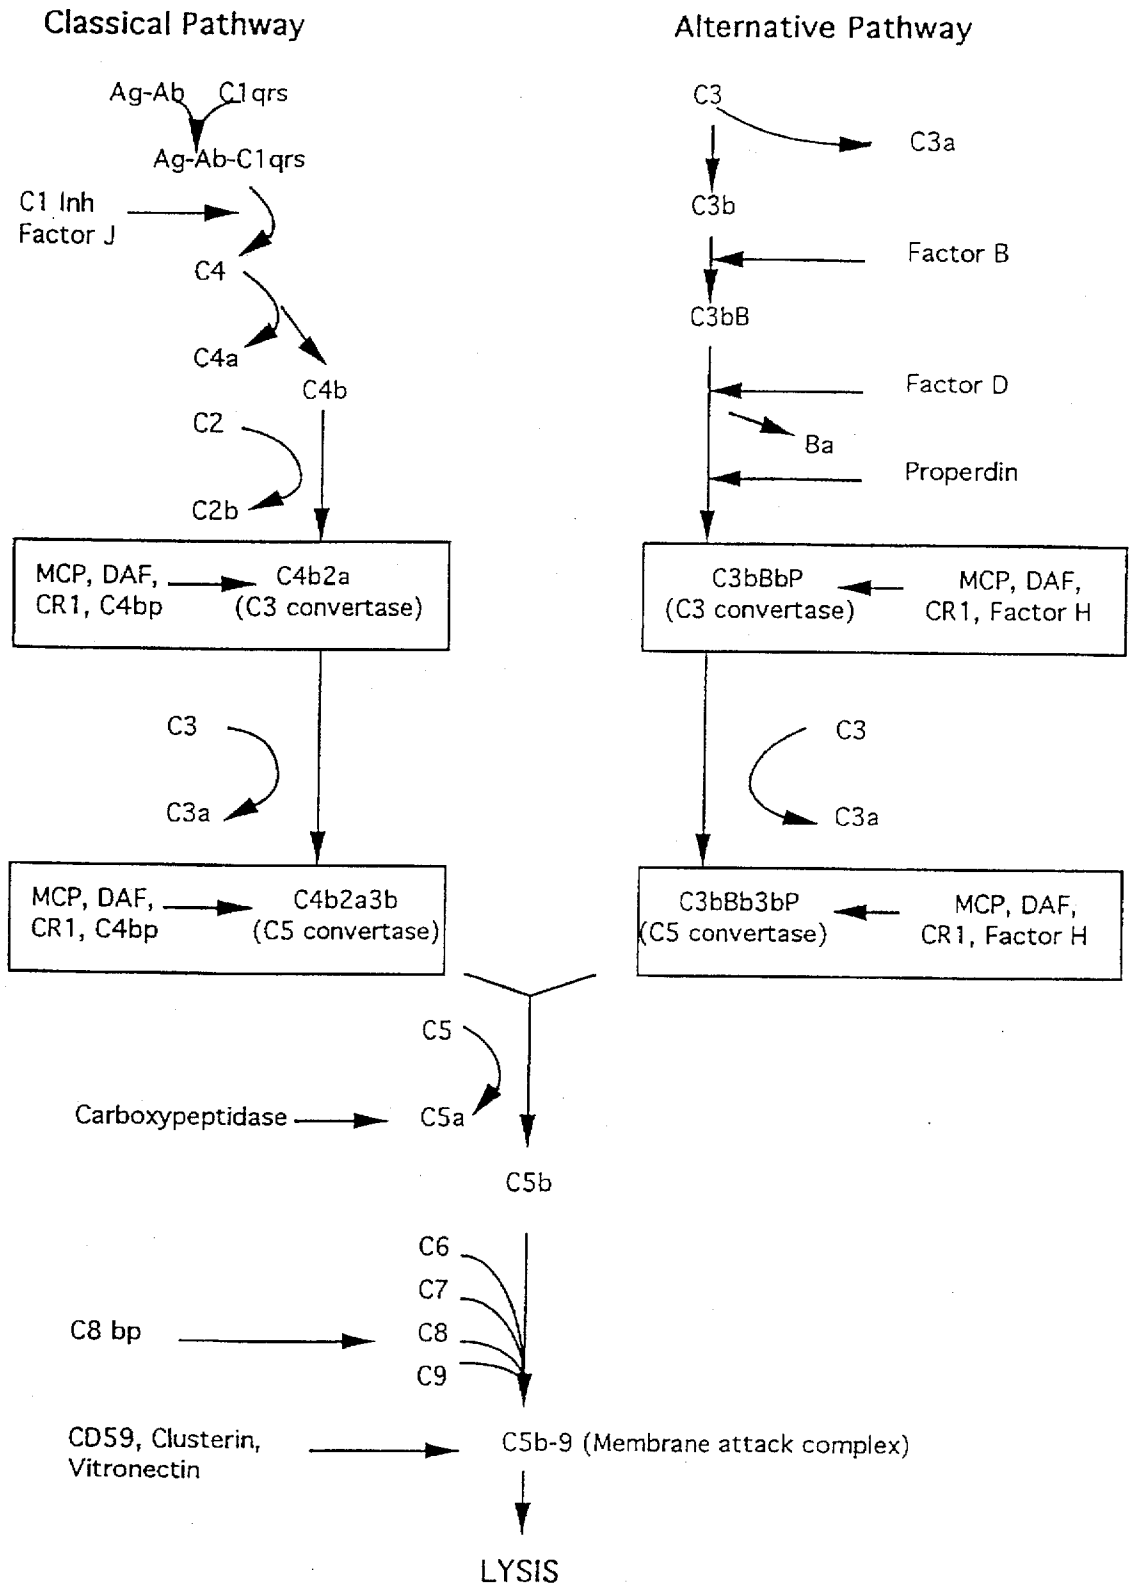 Classical Pathway
Ag-Ab C1qrs
Ag-Ab-C1qrs
C1 Inh
Factor J
C4
C4a
C4b
C2
C2b
MCP, DAF,
CR1, C4bp
C4b2a
(C3 convertase)
C3
C3a
MCP, DAF,
CR1, C4bp
C4b2a3b
(C5 convertase)
Alternative Pathway
C3
C3a
C3b
Factor B
C3bB
Factor D
Ba
Properdin
C3bBbP
(C3 convertase)
MCP, DAF,
CR1, Factor H
C3
C3a
C3bBb3bP
(C5 convertase)
MCP, DAF,
CR1, Factor H
C5
Carboxypeptidase
C5a
C5b
C6
C7
C8 bp
C8
C9
CD59, Clusterin,
Vitronectin
C5b-9 (Membrane attack complex)
LYSIS